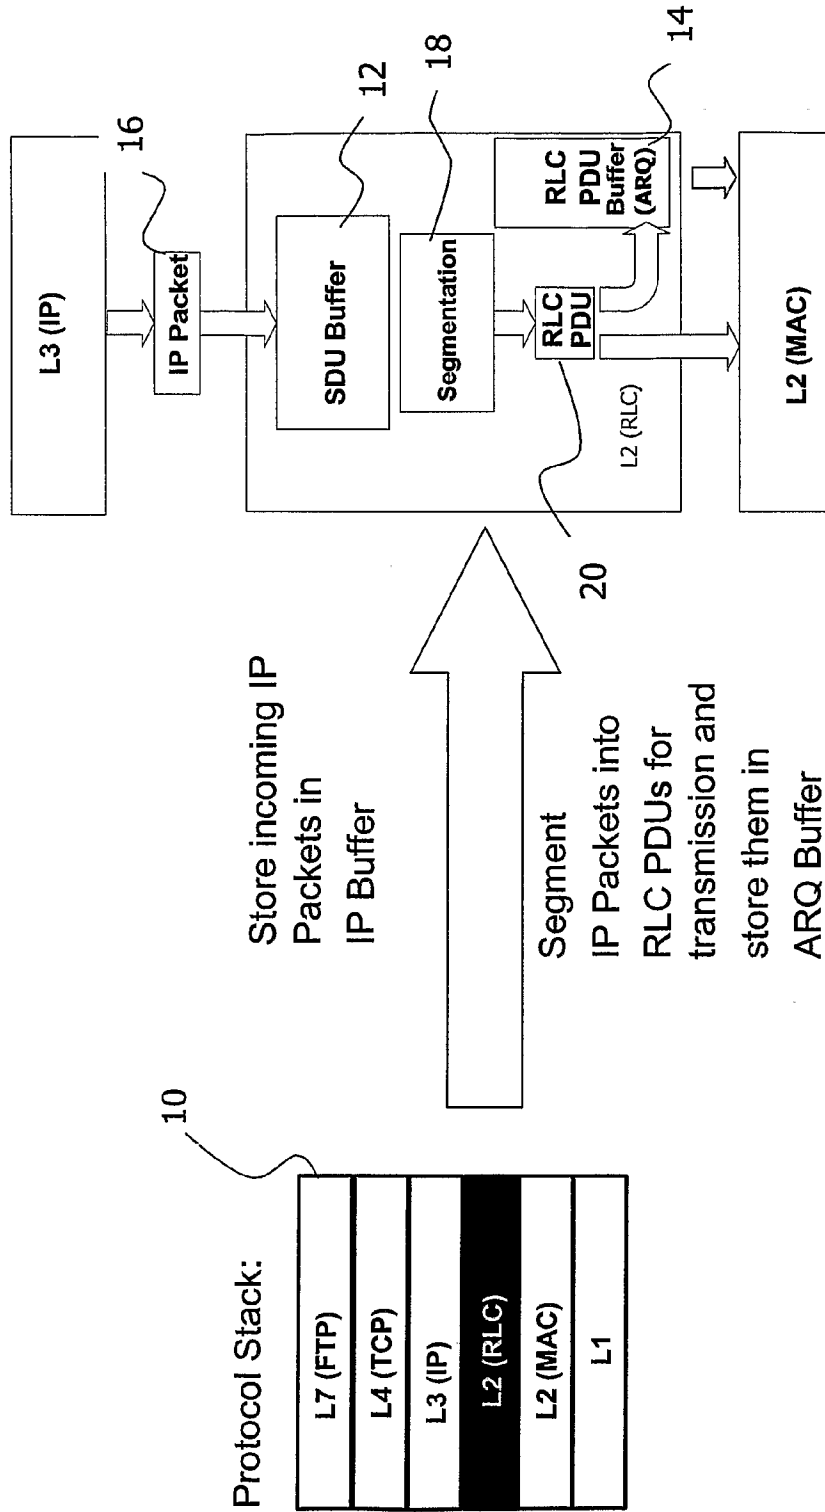 Protocol Stack:
10
L7 (FTP)
L4 (TCP)
L3 (IP)
L2 (RLC)
L2 (MAC)
L1
Store incoming IP
Packets in
IP Buffer
Segment
IP Packets into
RLC PDUs for
transmission and
store them in
ARQ Buffer
L3 (IP)
16
IP Packet
12
SDU Buffer
18
Segmentation
RLC
PDU
20
RLC
PDU
Buffer
(ARQ)
14
L2 (RLC)
L2 (MAC)